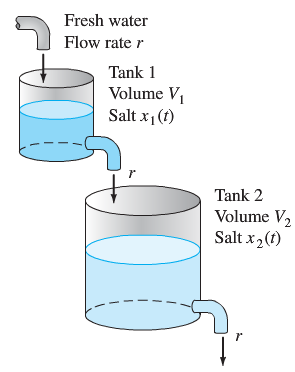 Fresh water
Flow rate r
Tank 1
Volume V₁
Salt x₁(t)
r
Tank 2
Volume V₂
Salt x₂(t)
r